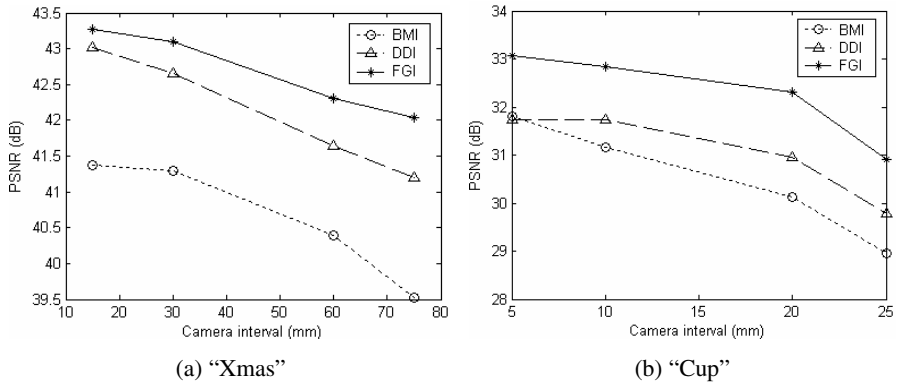 43.5
43
42.5
42
41.5
41
40.5
40
39.5
PSNR (dB)
BMI
DDI
FGI
10 20 30 40 50 60 70 80
Camera interval (mm)
(a) “Xmas”
34
33
32
31
30
29
28
PSNR (dB)
BMI
DDI
FGI
5 10 15 20 25
Camera interval (mm)
(b) “Cup”